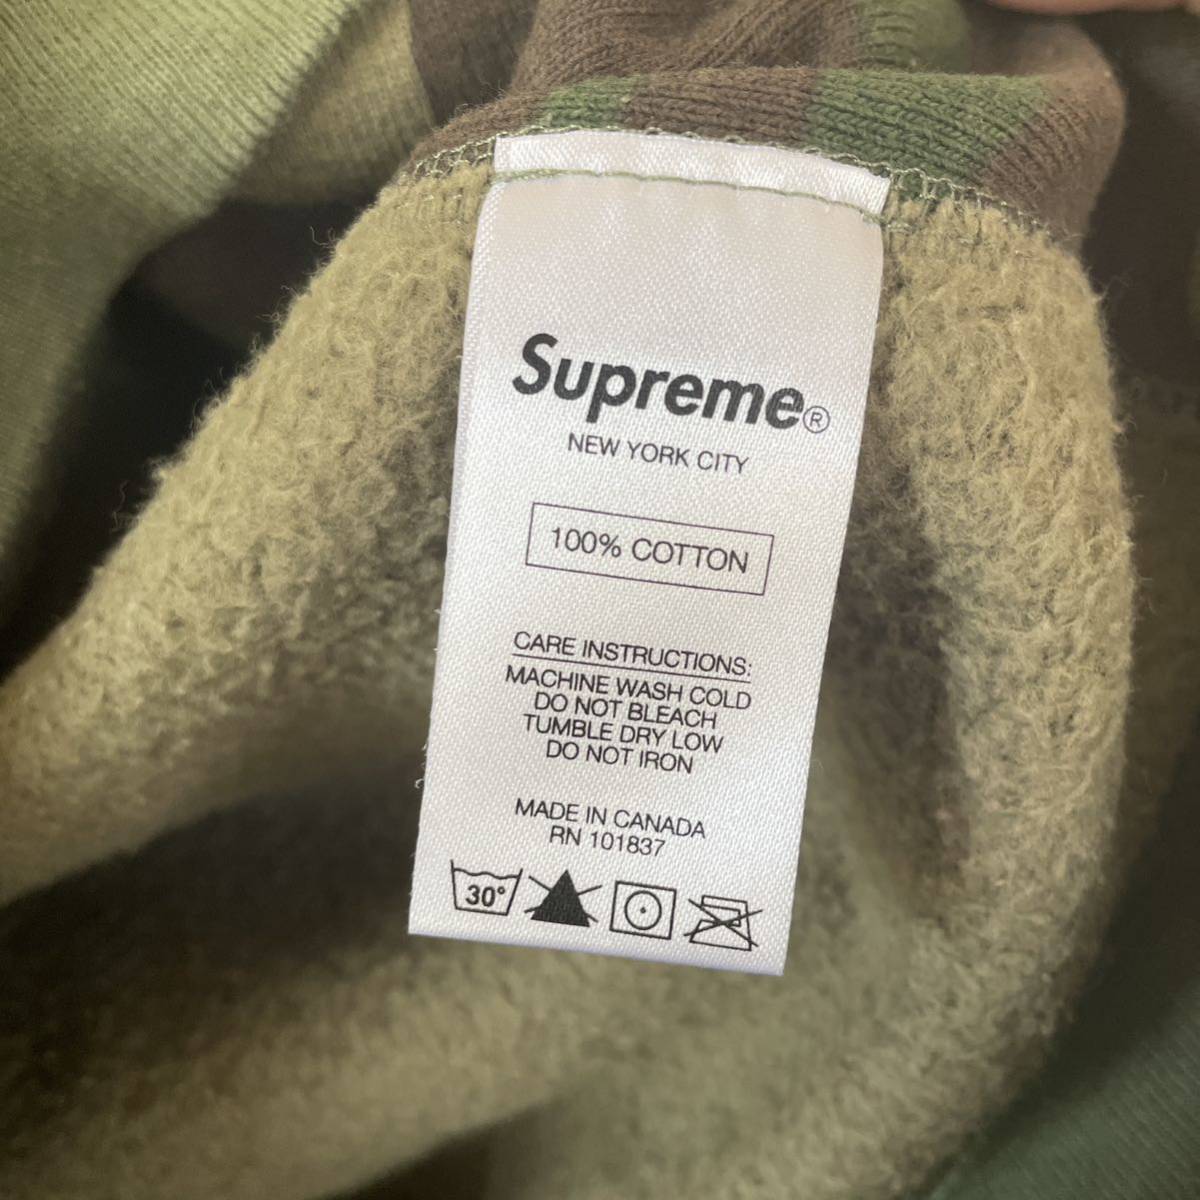 Supreme®
NEW YORK CITY
100% COTTON
CARE INSTRUCTIONS:
MACHINE WASH COLD
DO NOT BLEACH
TUMBLE DRY LOW
DO NOT IRON
MADE IN CANADA
RN 101837
30°